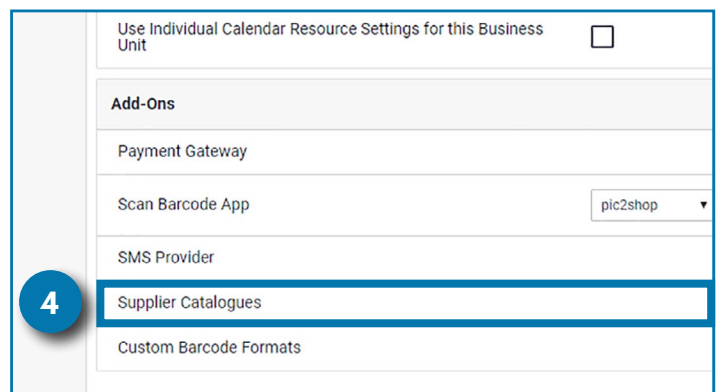 Use Individual Calendar Resource Settings for this Business
Unit
Add-Ons
Payment Gateway
Scan Barcode App
pic2shop
SMS Provider
4
Supplier Catalogues
Custom Barcode Formats